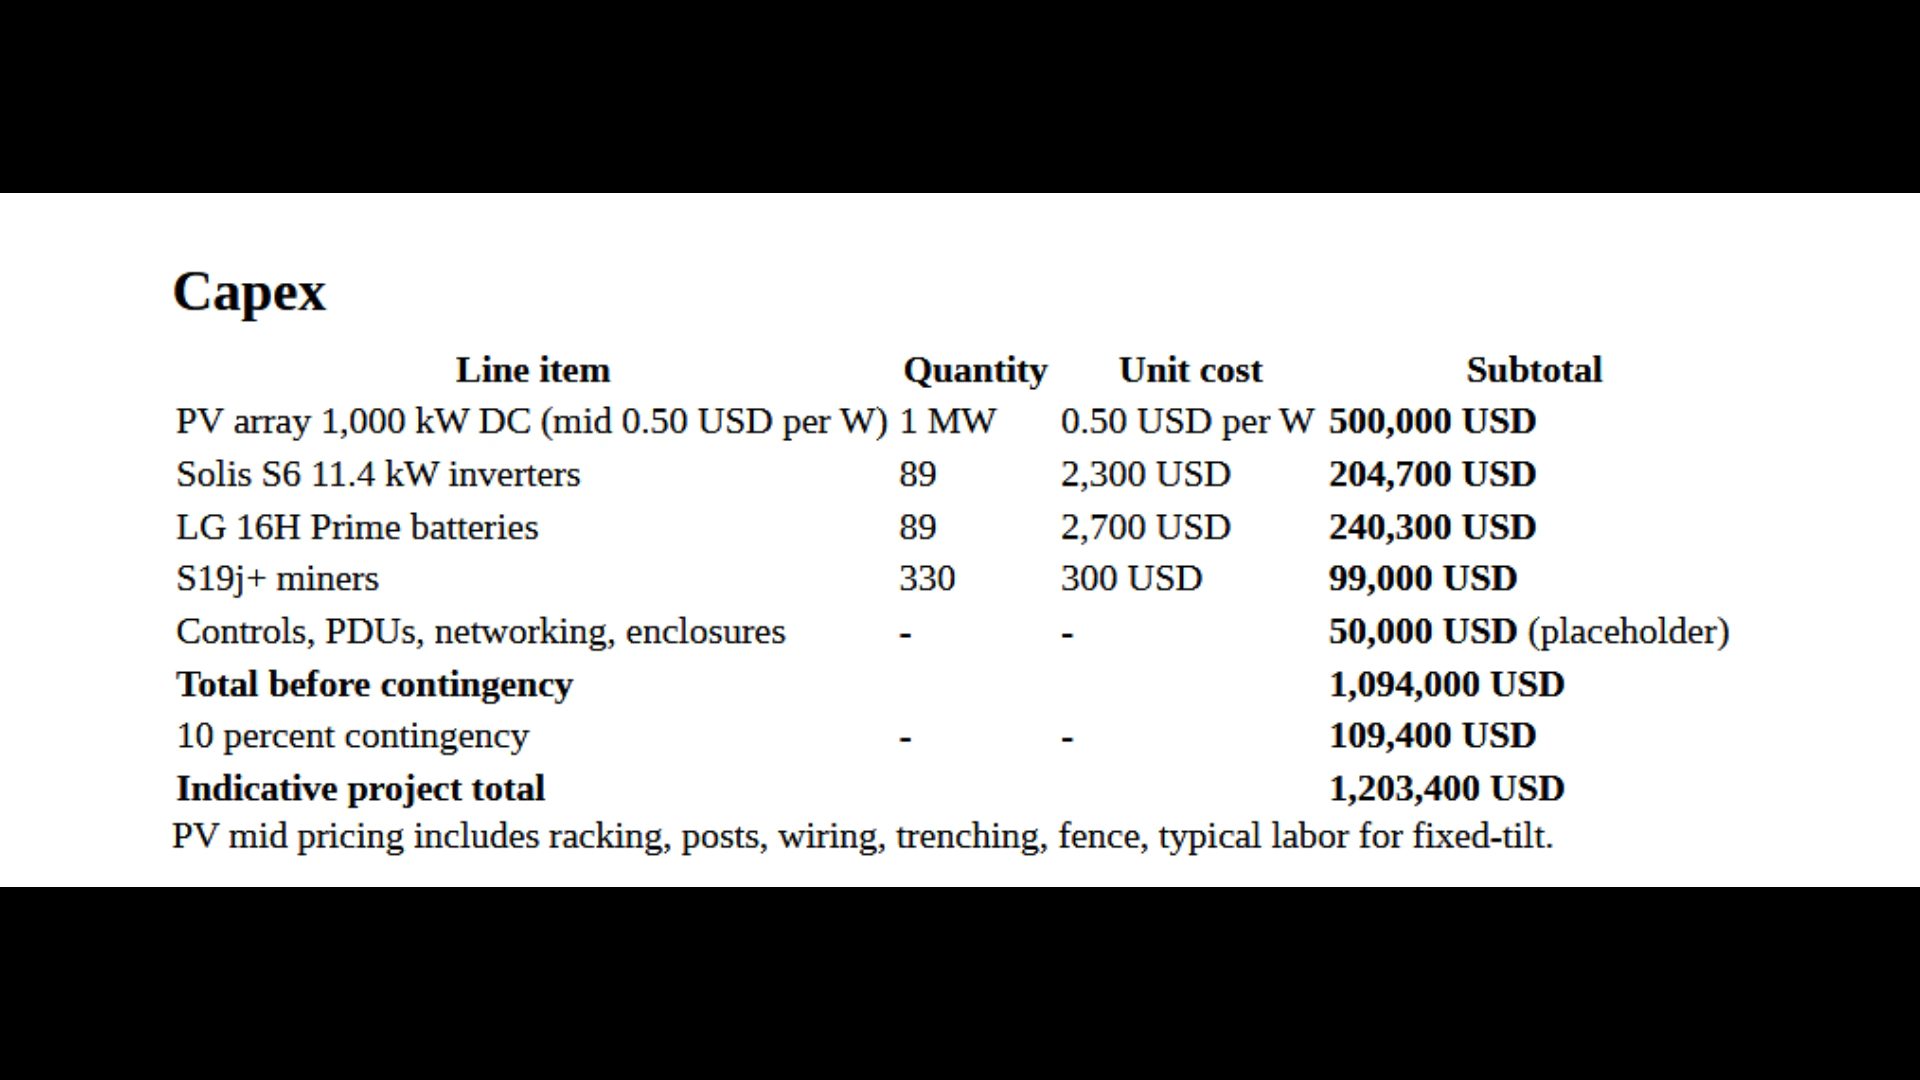 Capex
Line item Quantity Unit cost Subtotal
PV array 1,000 kW DC (mid 0.50 USD per W) 1 MW 0.50 USD per W 500,000 USD
Solis S6 11.4 kW inverters 89 2,300 USD 204,700 USD
LG 16H Prime batteries 89 2,700 USD 240,300 USD
S19j+ miners 330 300 USD 99,000 USD
Controls, PDUs, networking, enclosures - - 50,000 USD (placeholder)
Total before contingency 1,094,000 USD
10 percent contingency - - 109,400 USD
Indicative project total 1,203,400 USD
PV mid pricing includes racking, posts, wiring, trenching, fence, typical labor for fixed-tilt.